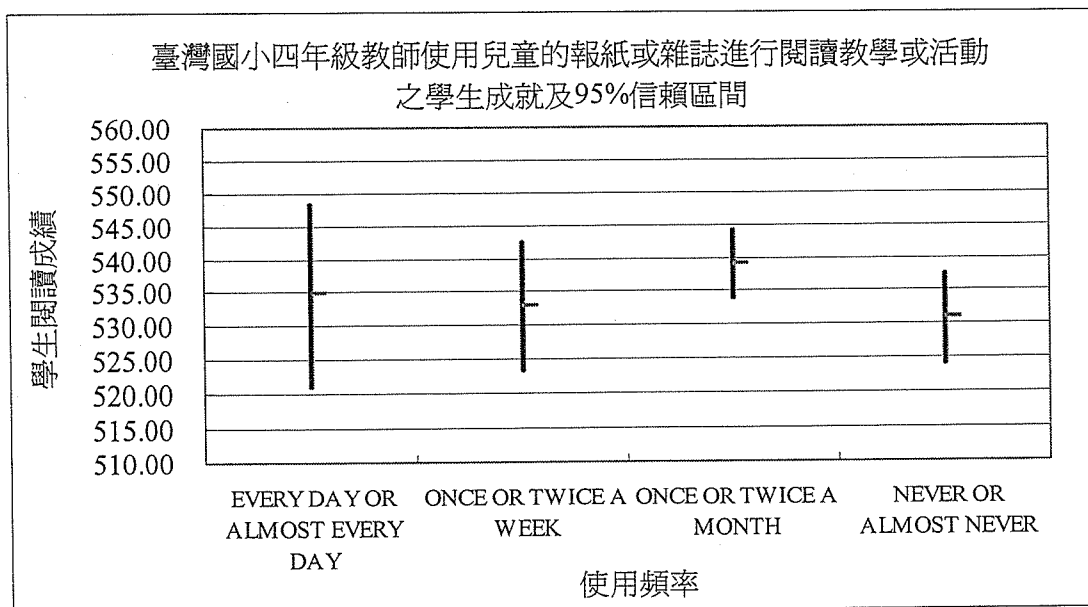 臺灣國小四年級教師使用兒童的報紙或雜誌進行閱讀教學或活動
之學生成就及95%信賴區間
學生閱讀成績
560.00
555.00
550.00
545.00
540.00
535.00
530.00
525.00
520.00
515.00
510.00
EVERY DAY OR
ALMOST EVERY
DAY
ONCE OR TWICE A
WEEK
ONCE OR TWICE A
MONTH
NEVER OR
ALMOST NEVER
使用頻率